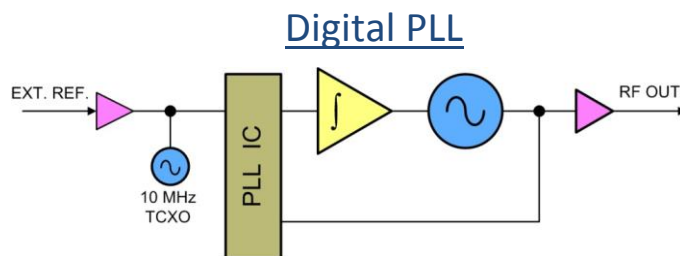 Digital PLL
EXT. REF.
PLL IC
∫
RF OUT
10 MHz
TCXO